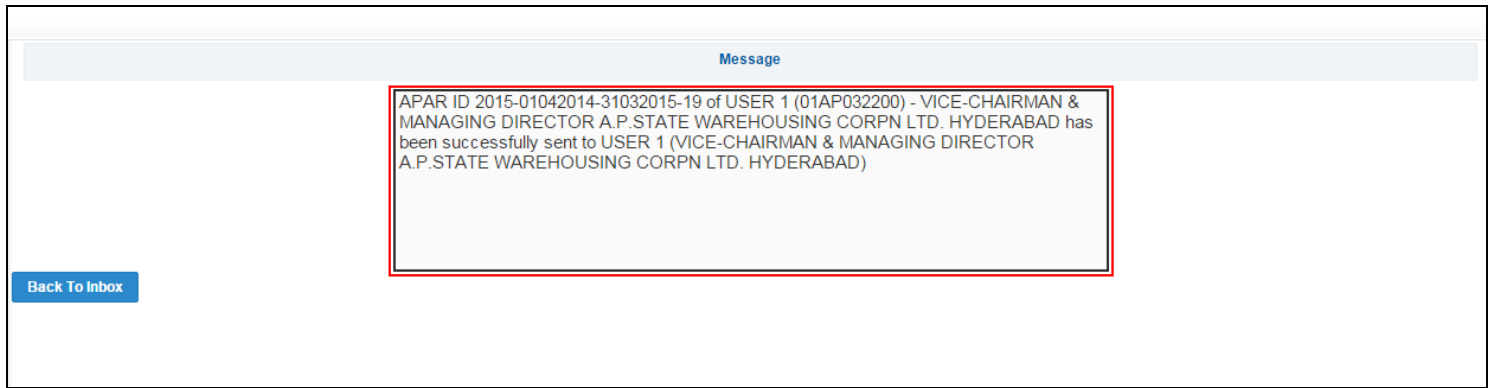 Message
APAR ID 2015-01042014-31032015-19 of USER 1 (01AP032200) - VICE-CHAIRMAN &
MANAGING DIRECTOR A.P.STATE WAREHOUSING CORPN LTD. HYDERABAD has
been successfully sent to USER 1 (VICE-CHAIRMAN & MANAGING DIRECTOR
A.P.STATE WAREHOUSING CORPN LTD. HYDERABAD)
Back To Inbox